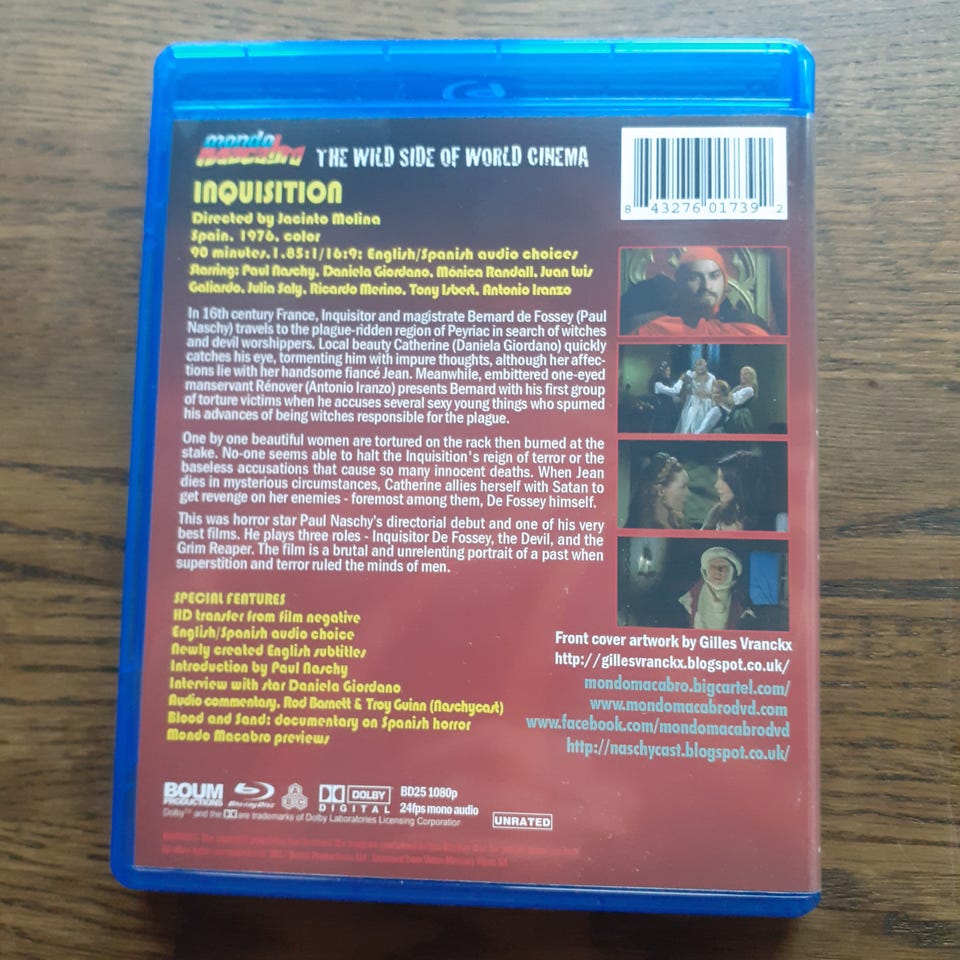 mondo macabro THE WILD SIDE OF WORLD CINEMA
INQUISITION
Directed by Jacinto Molina
Spain, 1976, color
90 minutes.1.85:1/16:9: English/Spanish audio choices
Starring: Paul Naschy, Daniela Giordano, Mónica Randall, Juan Luis
Galiardo, Julia Saly, Ricardo Merino, Tony Isbert, Antonio Iranzo
8 43276 01739 2
In 16th century France, Inquisitor and magistrate Bernard de Fossey (Paul
Naschy) travels to the plague-ridden region of Peyriac in search of witches
and devil worshippers. Local beauty Catherine (Daniela Giordano) quickly
catches his eye, tormenting him with impure thoughts, although her affec-
tions lie with her handsome fiancé Jean. Meanwhile, embittered one-eyed
manservant Rénover (Antonio Iranzo) presents Bernard with his first group
of torture victims when he accuses several sexy young things who spurned
his advances of being witches responsible for the plague.
One by one beautiful women are tortured on the rack then burned at the
stake. No-one seems able to halt the Inquisition's reign of terror or the
baseless accusations that cause so many innocent deaths. When Jean
dies in mysterious circumstances, Catherine allies herself with Satan to
get revenge on her enemies - foremost among them, De Fossey himself.
This was horror star Paul Naschy's directorial debut and one of his very
best films. He plays three roles - Inquisitor De Fossey, the Devil, and the
Grim Reaper. The film is a brutal and unrelenting portrait of a past when
superstition and terror ruled the minds of men.
SPECIAL FEATURES
HD transfer from film negative
English/Spanish audio choice
Newly created English subtitles
Introduction by Paul Naschy
Interview with star Daniela Giordano
Audio commentary, Rod Barnett & Troy Guinn (Naschycast)
Blood and Sand: documentary on Spanish horror
Mondo Macabro previews
Front cover artwork by Gilles Vranckx
http://gillesvranckx.blogspot.co.uk/
mondomacabro.bigcartel.com/
www.mondomacabrodvd.com
www.facebook.com/mondomacabrodvd
http://naschycast.blogspot.co.uk/
BOUM
PRODUCTIONS
Blu-ray Disc
ABC
DOLBY
DIGITAL
BD25 1080p
24fps mono audio
Dolby™ and the are trademarks of Dolby Laboratories Licensing Corporation
UNRATED